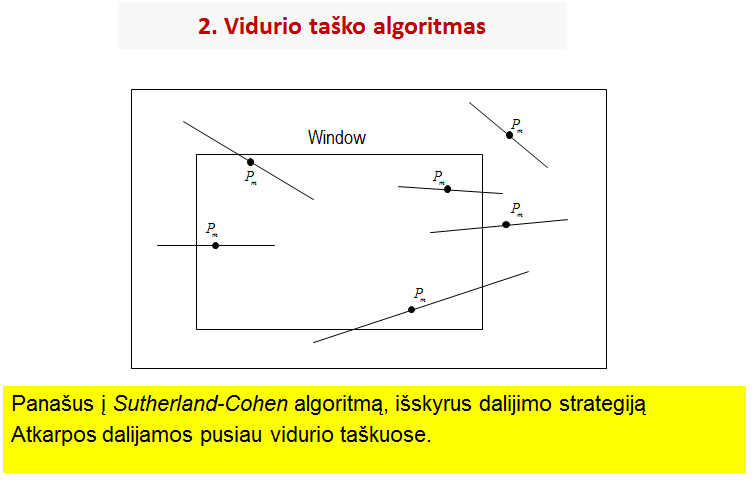 2. Vidurio taško algoritmas
Window
Pm
Pm
Pm
Pm
Pm
Pm
Panašus į Sutherland-Cohen algoritmą, išskyrus dalijimo strategiją
Atkarpos dalijamos pusiau vidurio taškuose.